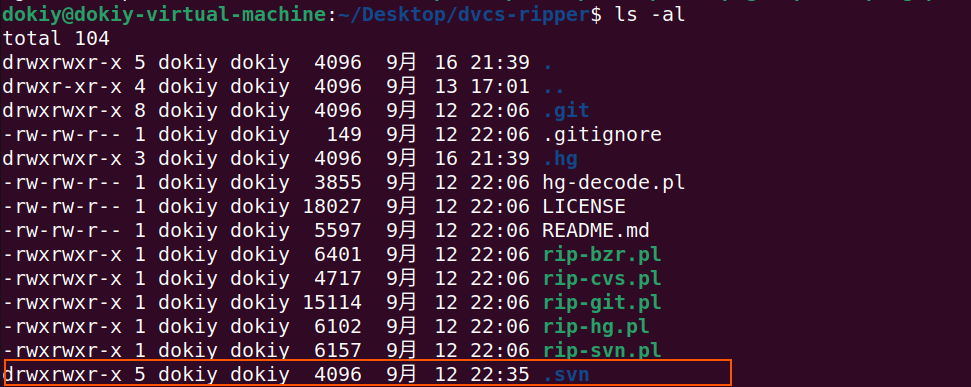 dokiy@dokiy-virtual-machine:~/Desktop/dvcs-ripper$ ls -al
total 104
drwxrwxr-x 5 dokiy dokiy  4096  9月 16 21:39 .
drwxr-xr-x 4 dokiy dokiy  4096  9月 13 17:01 ..
drwxrwxr-x 8 dokiy dokiy  4096  9月 12 22:06 .git
-rw-rw-r-- 1 dokiy dokiy   149  9月 12 22:06 .gitignore
drwxrwxr-x 3 dokiy dokiy  4096  9月 16 21:39 .hg
-rw-rw-r-- 1 dokiy dokiy  3855  9月 12 22:06 hg-decode.pl
-rw-rw-r-- 1 dokiy dokiy 18027  9月 12 22:06 LICENSE
-rw-rw-r-- 1 dokiy dokiy  5597  9月 12 22:06 README.md
-rwxrwxr-x 1 dokiy dokiy  6401  9月 12 22:06 rip-bzr.pl
-rwxrwxr-x 1 dokiy dokiy  4717  9月 12 22:06 rip-cvs.pl
-rwxrwxr-x 1 dokiy dokiy 15114  9月 12 22:06 rip-git.pl
-rwxrwxr-x 1 dokiy dokiy  6102  9月 12 22:06 rip-hg.pl
-rwxrwxr-x 1 dokiy dokiy  6157  9月 12 22:06 rip-svn.pl
drwxrwxr-x 5 dokiy dokiy  4096  9月 12 22:35 .svn